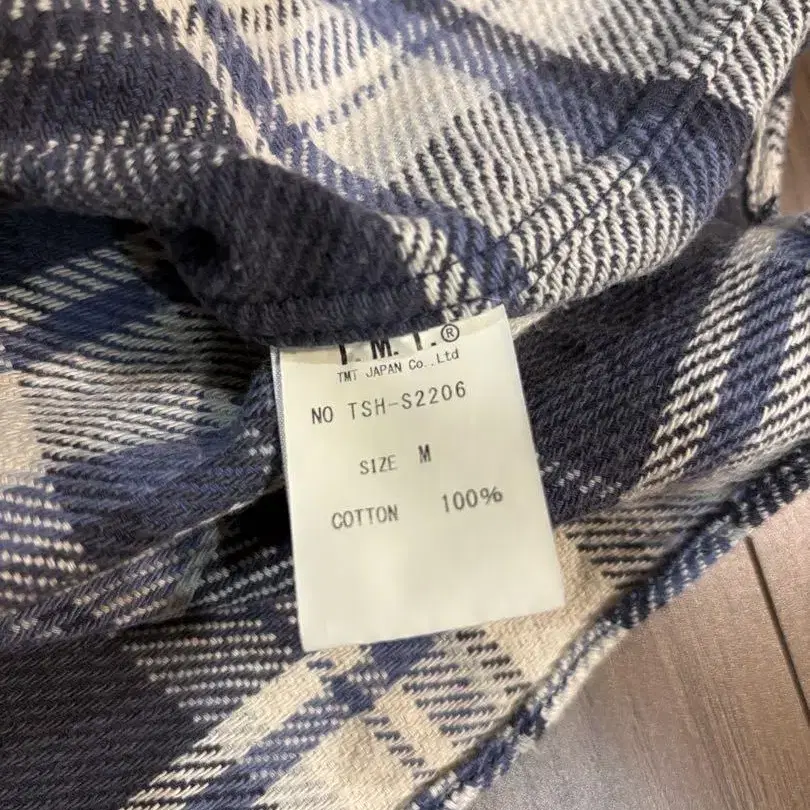 T. M. T.®
TMT JAPAN Co.,Ltd
NO TSH-S2206
SIZE M
COTTON 100%